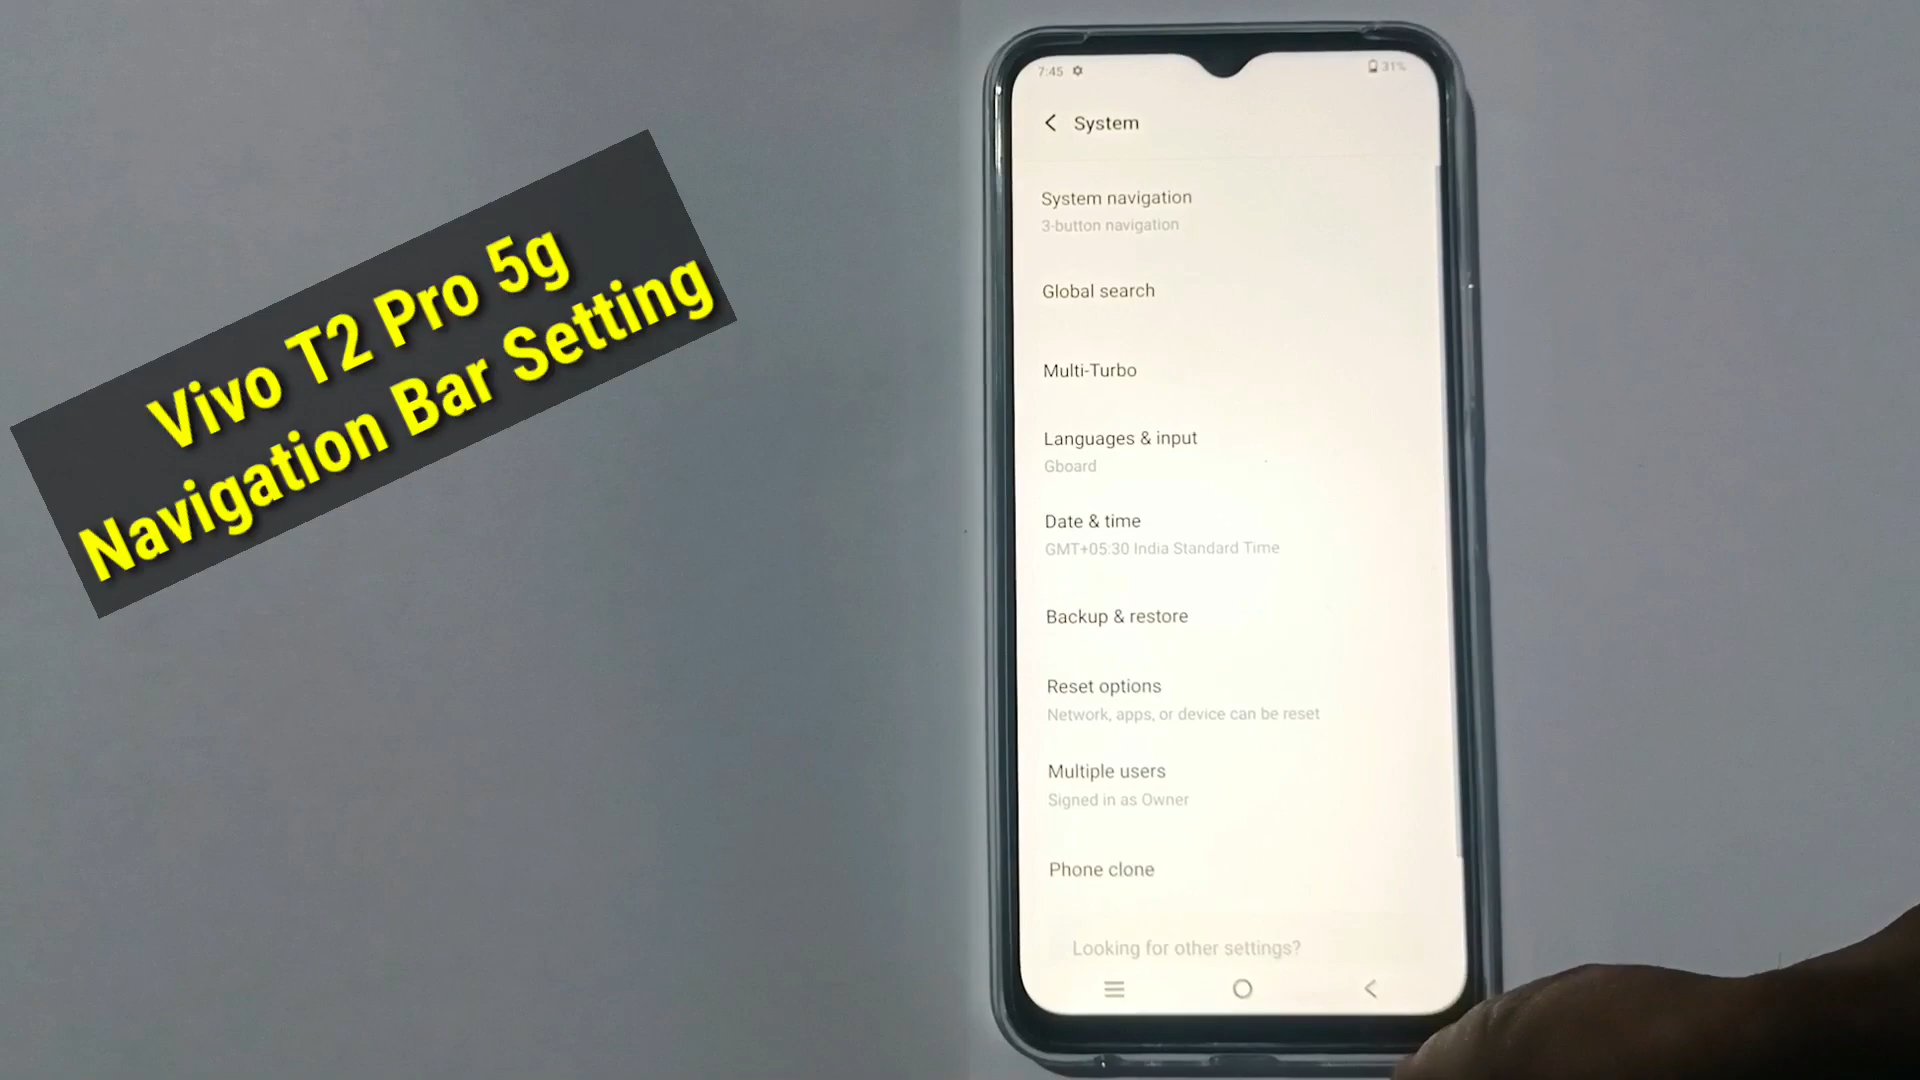 Vivo T2 Pro 5g
Navigation Bar Setting
7:45
31%
System
System navigation
3-button navigation
Global search
Multi-Turbo
Languages & input
Gboard
Date & time
GMT+05:30 India Standard Time
Backup & restore
Reset options
Network, apps, or device can be reset
Multiple users
Signed in as Owner
Phone clone
Looking for other settings?